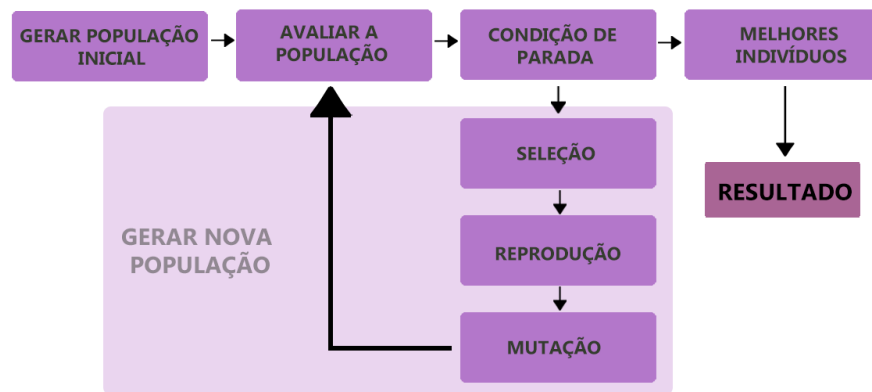 GERAR POPULAÇÃO
INICIAL
AVALIAR A
POPULAÇÃO
CONDIÇÃO DE
PARADA
MELHORES
INDIVÍDUOS
SELEÇÃO
RESULTADO
REPRODUÇÃO
GERAR NOVA
POPULAÇÃO
MUTAÇÃO